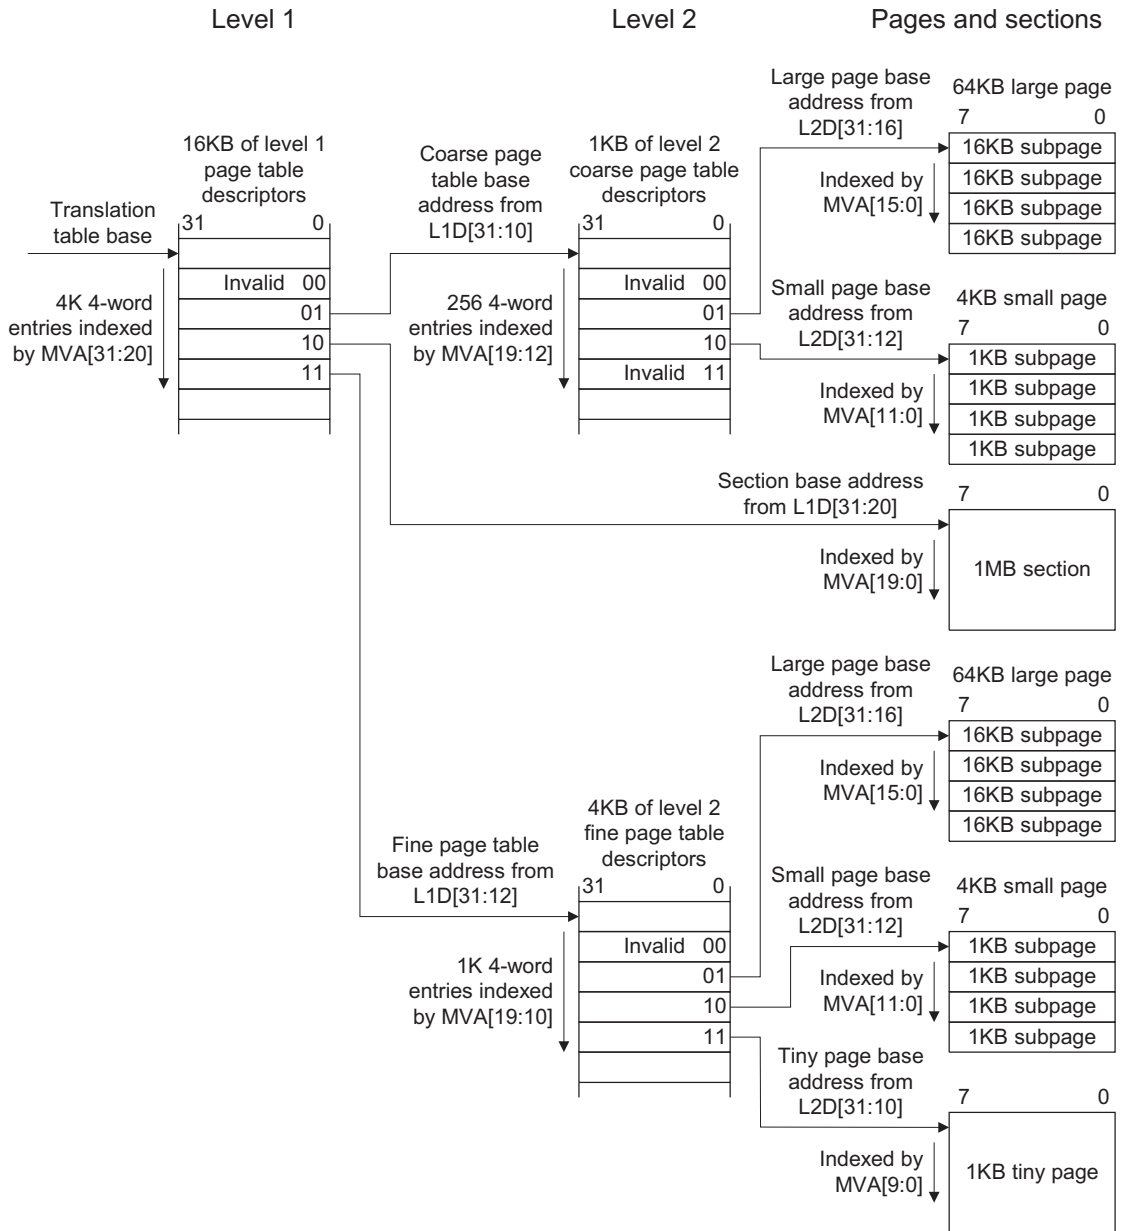 Level 1
Level 2
Pages and sections
Translation
table base
4K 4-word
entries indexed
by MVA[31:20]
16KB of level 1
page table
descriptors
31 0
Invalid 00
01
10
11
Coarse page
table base
address from
L1D[31:10]
256 4-word
entries indexed
by MVA[19:12]
1KB of level 2
coarse page table
descriptors
31 0
Invalid 00
01
10
Invalid 11
Large page base
address from
L2D[31:16]
Indexed by
MVA[15:0]
64KB large page
7 0
16KB subpage
16KB subpage
16KB subpage
16KB subpage
Small page base
address from
L2D[31:12]
Indexed by
MVA[11:0]
4KB small page
7 0
1KB subpage
1KB subpage
1KB subpage
1KB subpage
Section base address
from L1D[31:20]
Indexed by
MVA[19:0]
7 0
1MB section
Fine page table
base address from
L1D[31:12]
1K 4-word
entries indexed
by MVA[19:10]
4KB of level 2
fine page table
descriptors
31 0
Invalid 00
01
10
11
Large page base
address from
L2D[31:16]
Indexed by
MVA[15:0]
64KB large page
7 0
16KB subpage
16KB subpage
16KB subpage
16KB subpage
Small page base
address from
L2D[31:12]
Indexed by
MVA[11:0]
4KB small page
7 0
1KB subpage
1KB subpage
1KB subpage
1KB subpage
Tiny page base
address from
L2D[31:10]
Indexed by
MVA[9:0]
7 0
1KB tiny page